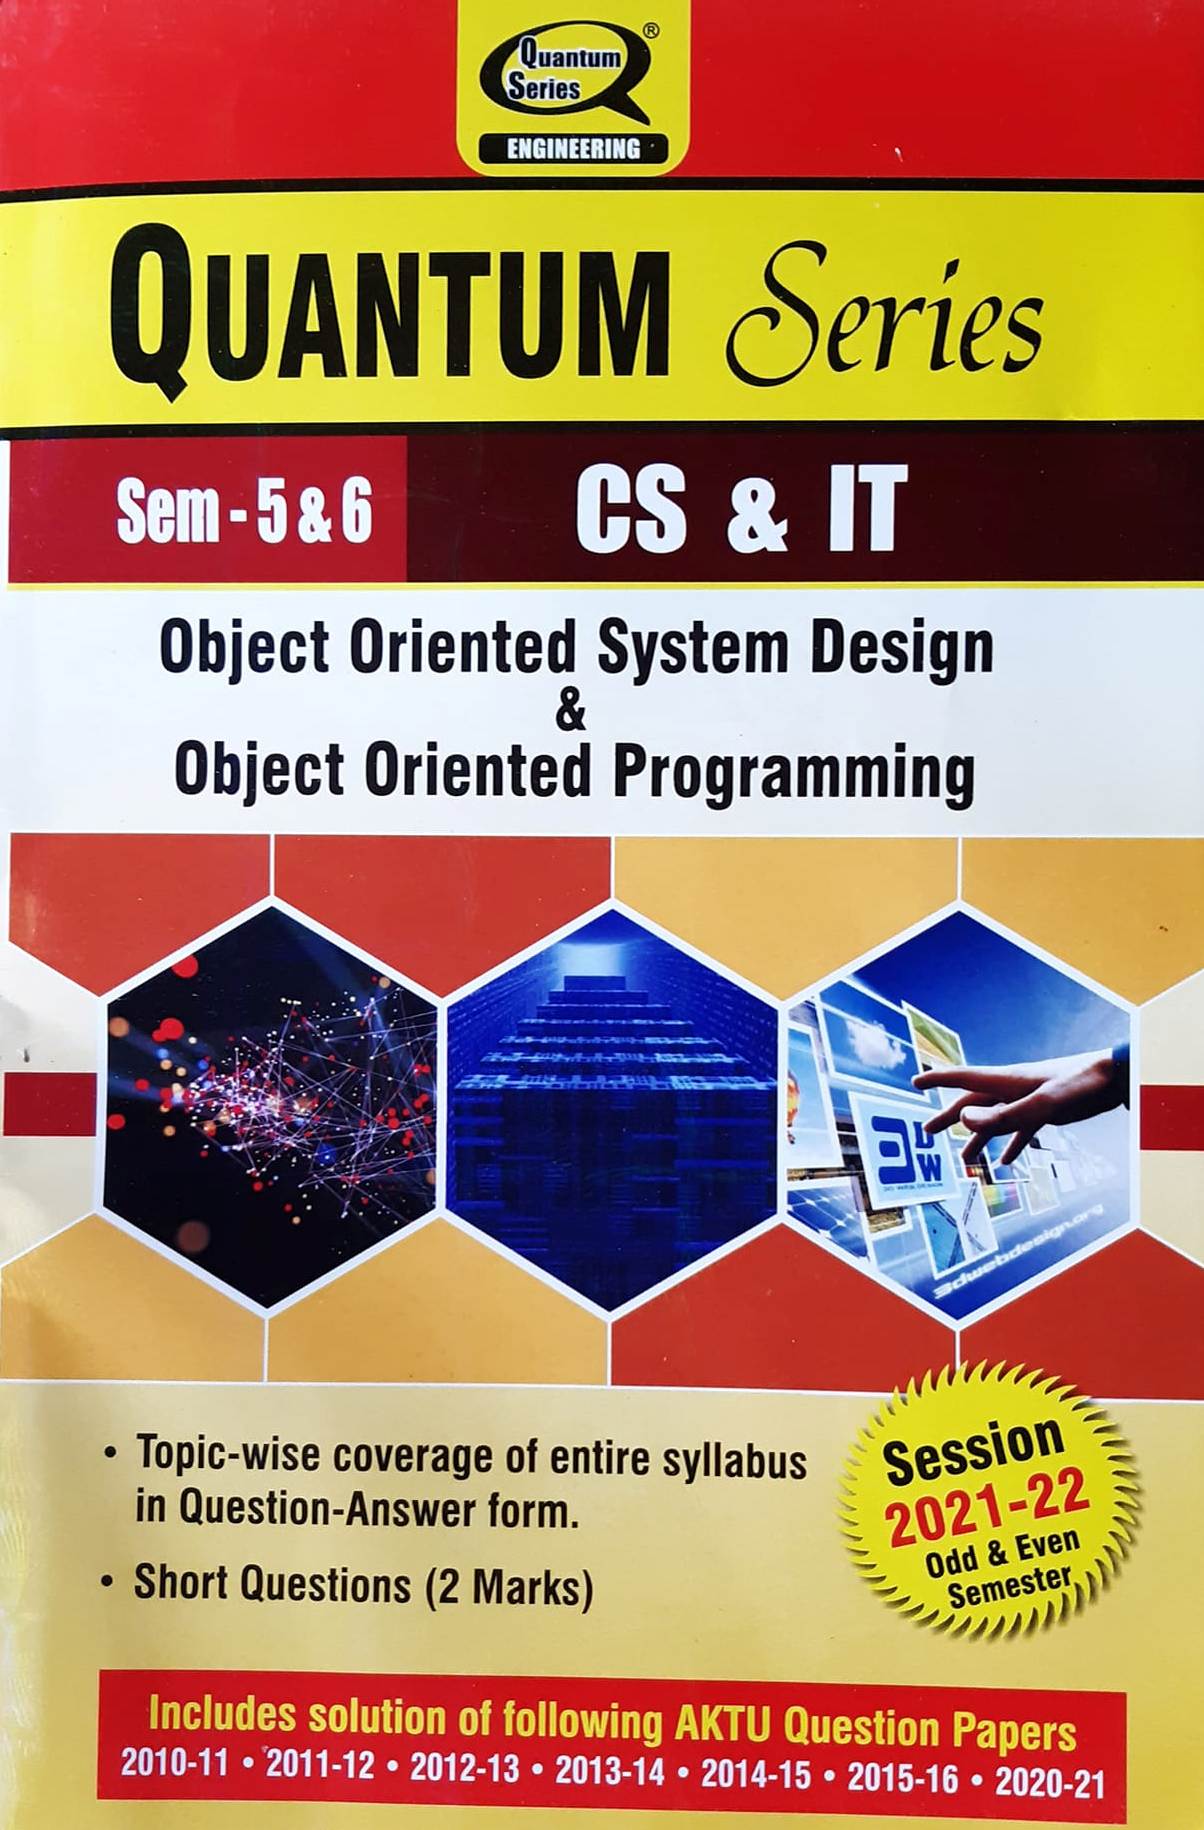 Quantum
Series
®
ENGINEERING
QUANTUM Series
Sem - 5 & 6
CS & IT
Object Oriented System Design
&
Object Oriented Programming
3DW
3dwebdesign.org
• Topic-wise coverage of entire syllabus
in Question-Answer form.
• Short Questions (2 Marks)
Session
2021-22
Odd & Even
Semester
Includes solution of following AKTU Question Papers
2010-11 • 2011-12 • 2012-13 • 2013-14 • 2014-15 • 2015-16 • 2020-21